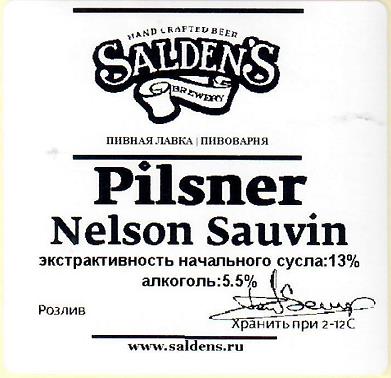 HAND CRAFTED BEER
SALDEN'S
BREWERY
ПИВНАЯ ЛАВКА | ПИВОВАРНЯ
Pilsner
Nelson Sauvin
экстрактивность начального сусла:13%
алкоголь:5.5%
Розлив
Хранить при 2-12С
www.saldens.ru